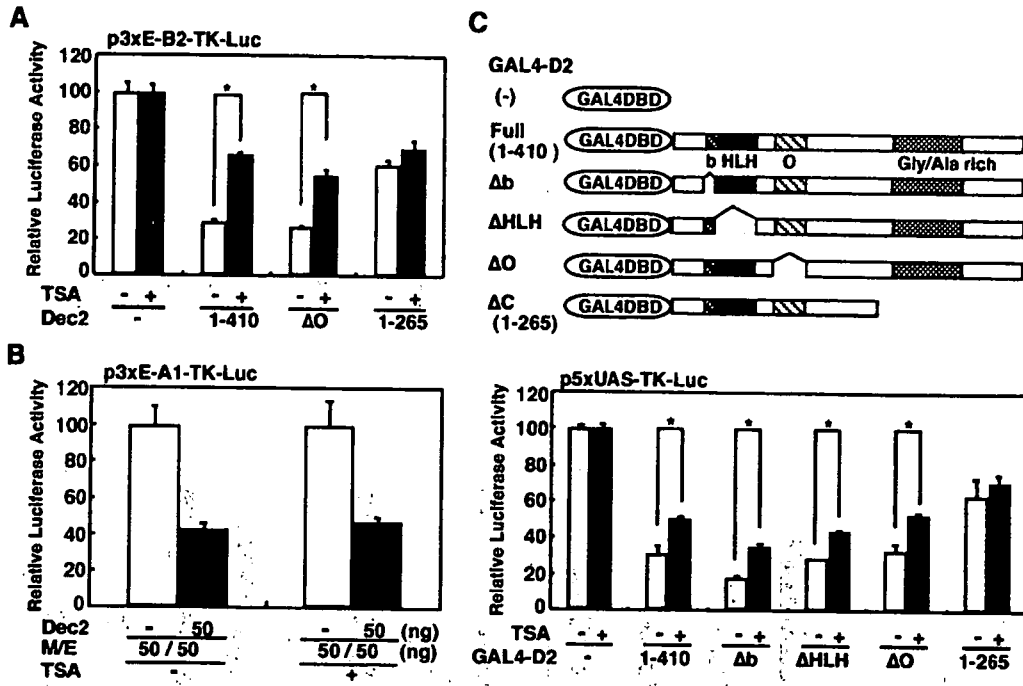 A
p3xE-B2-TK-Luc
Relative Luciferase Activity
120
100
80
60
40
20
0
* *
TSA - + - + - + - +
Dec2 - 1-410 ΔO 1-265
B
p3xE-A1-TK-Luc
Relative Luciferase Activity
120
100
80
60
40
20
0
Dec2 - 50 - 50 (ng)
M/E 50 / 50 50/50 (ng)
TSA - +
C
GAL4-D2
(-) GAL4DBD
Full (1-410) GAL4DBD
b HLH O Gly/Ala rich
Δb GAL4DBD
ΔHLH GAL4DBD
ΔO GAL4DBD
ΔC (1-265) GAL4DBD
p5xUAS-TK-Luc
Relative Luciferase Activity
120
100
80
60
40
20
0
* * * *
TSA - + - + - + - + - + - +
GAL4-D2 - 1-410 Δb ΔHLH ΔO 1-265